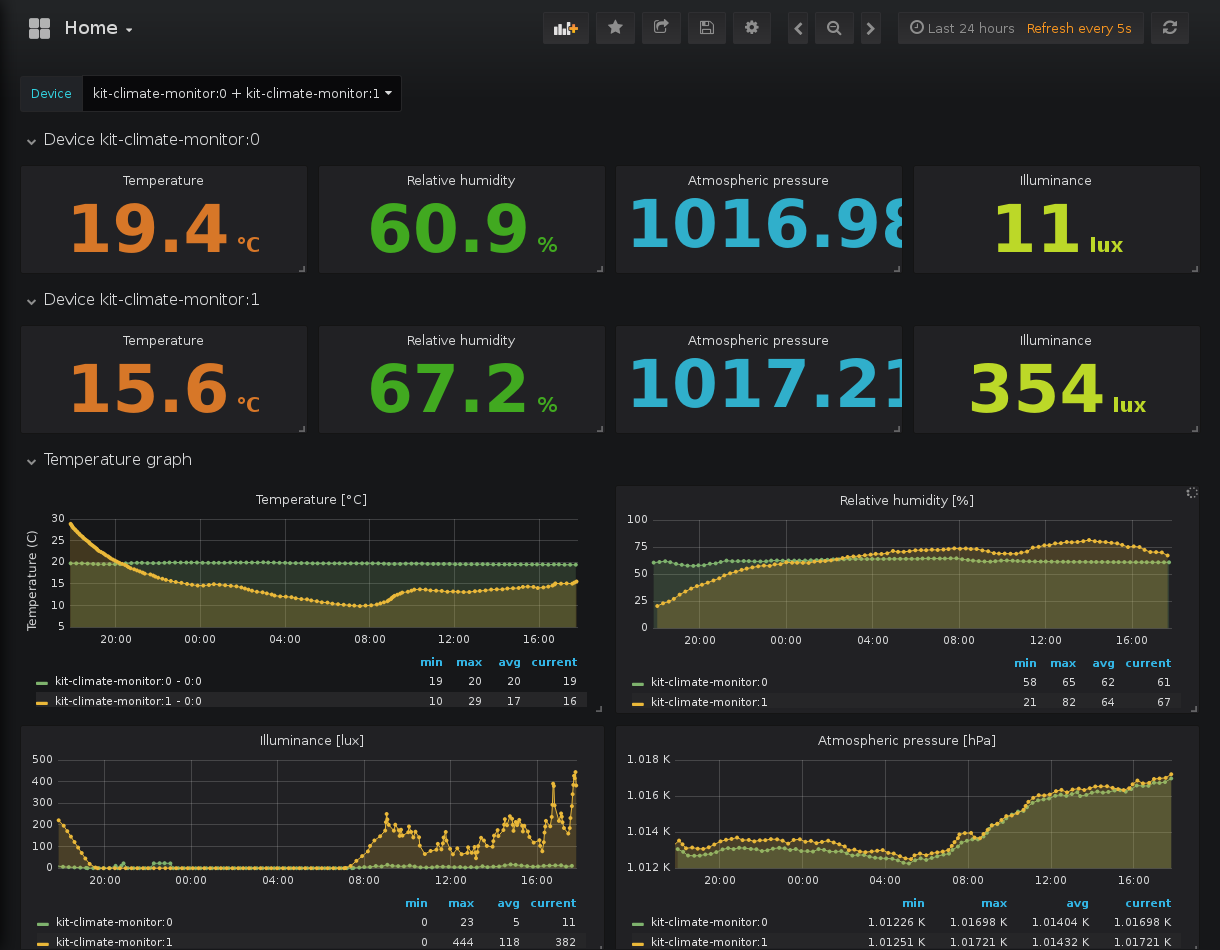 Home
Last 24 hours Refresh every 5s
Device kit-climate-monitor:0 + kit-climate-monitor:1
Device kit-climate-monitor:0
Temperature Relative humidity Atmospheric pressure Illuminance
19.4 °C 60.9 % 1016.98 11 lux
Device kit-climate-monitor:1
Temperature Relative humidity Atmospheric pressure Illuminance
15.6 °C 67.2 % 1017.21 354 lux
Temperature graph
Temperature [°C]
Temperature (C)
30
25
20
15
10
5
20:00 00:00 04:00 08:00 12:00 16:00
min max avg current
kit-climate-monitor:0 - 0:0 19 20 20 19
kit-climate-monitor:1 - 0:0 10 29 17 16
Relative humidity [%]
100
75
50
25
0
20:00 00:00 04:00 08:00 12:00 16:00
min max avg current
kit-climate-monitor:0 58 65 62 61
kit-climate-monitor:1 21 82 64 67
Illuminance [lux]
500
400
300
200
100
0
20:00 00:00 04:00 08:00 12:00 16:00
min max avg current
kit-climate-monitor:0 0 23 5 11
kit-climate-monitor:1 0 444 118 382
Atmospheric pressure [hPa]
1.018 K
1.016 K
1.014 K
1.012 K
20:00 00:00 04:00 08:00 12:00 16:00
min max avg current
kit-climate-monitor:0 1.01226 K 1.01698 K 1.01404 K 1.01698 K
kit-climate-monitor:1 1.01251 K 1.01721 K 1.01432 K 1.01721 K